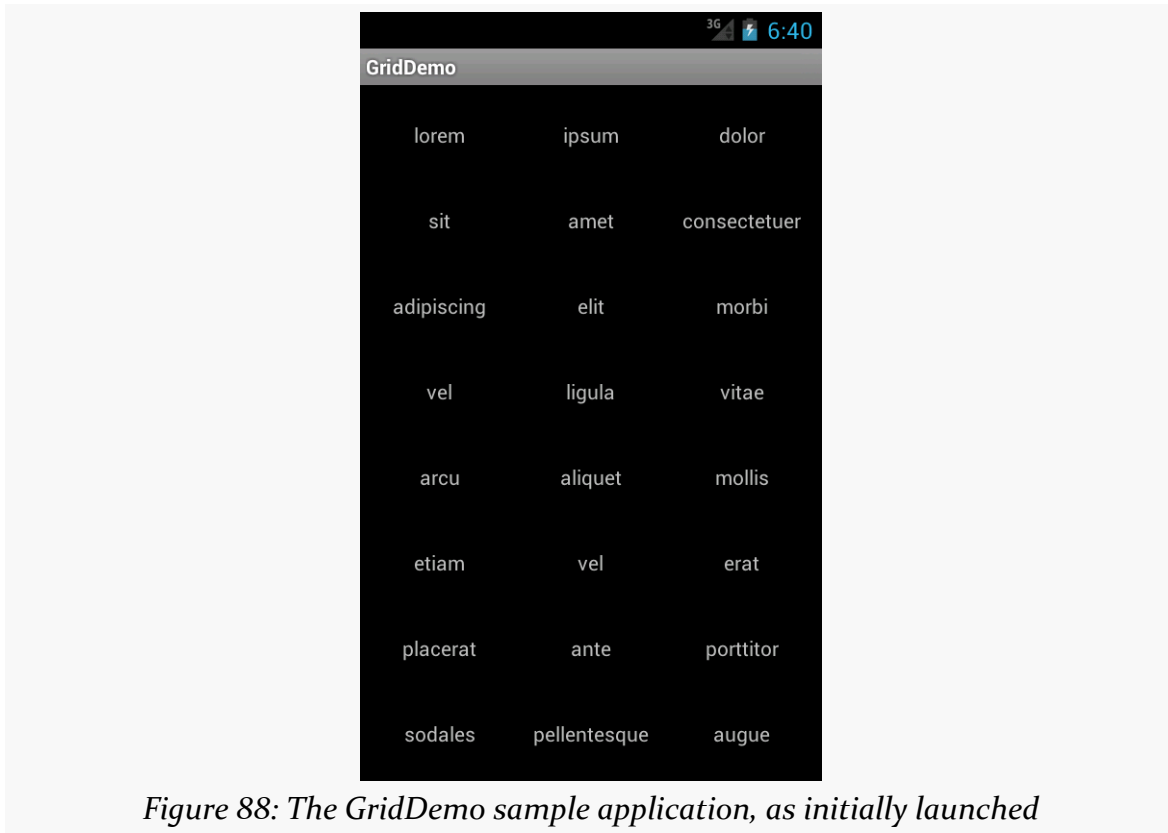 3G 6:40
GridDemo
lorem ipsum dolor
sit amet consectetuer
adipiscing elit morbi
vel ligula vitae
arcu aliquet mollis
etiam vel erat
placerat ante porttitor
sodales pellentesque augue
Figure 88: The GridDemo sample application, as initially launched